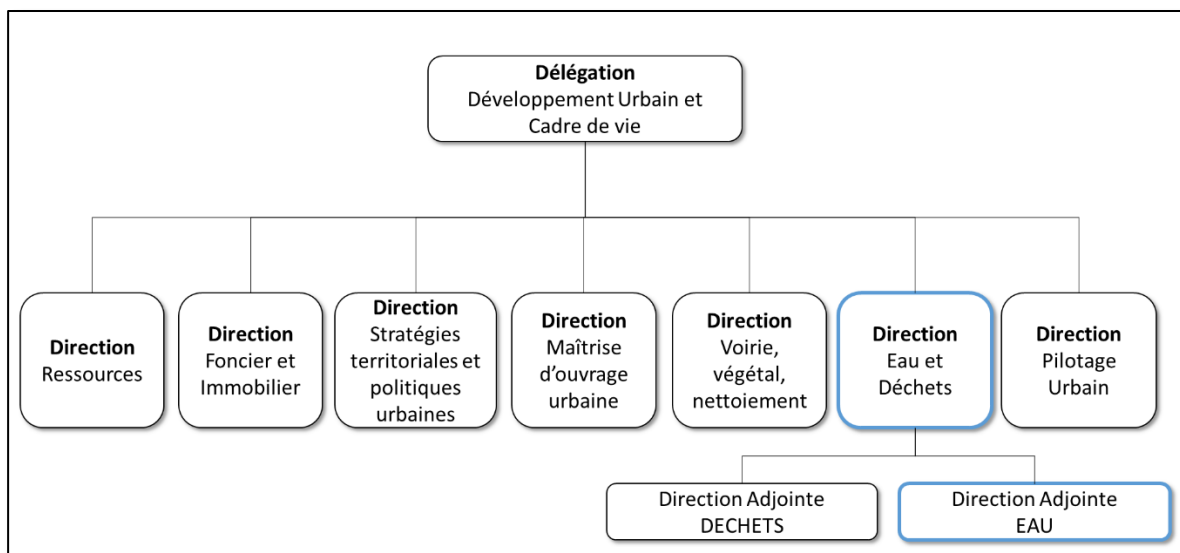 Délégation
Développement Urbain et
Cadre de vie
Direction
Ressources
Direction
Foncier et
Immobilier
Direction
Stratégies
territoriales et
politiques
urbaines
Direction
Maîtrise
d’ouvrage
urbaine
Direction
Voirie,
végétal,
nettoiement
Direction
Eau et
Déchets
Direction
Pilotage
Urbain
Direction Adjointe
DECHETS
Direction Adjointe
EAU